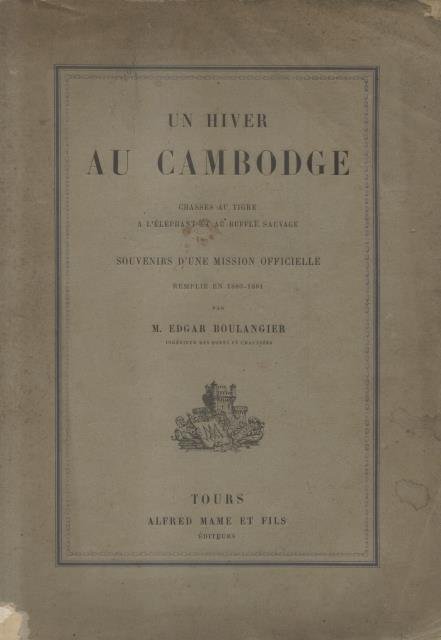 UN HIVER
AU CAMBODGE
CHASSES AU TIGRE
A L'ÉLÉPHANT ET AU BUFFLE SAUVAGE
SOUVENIRS D'UNE MISSION OFFICIELLE
REMPLIE EN 1880-1881
PAR
M. EDGAR BOULANGIER
INGÉNIEUR DES PONTS ET CHAUSSÉES
TOURS
ALFRED MAME ET FILS
ÉDITEURS